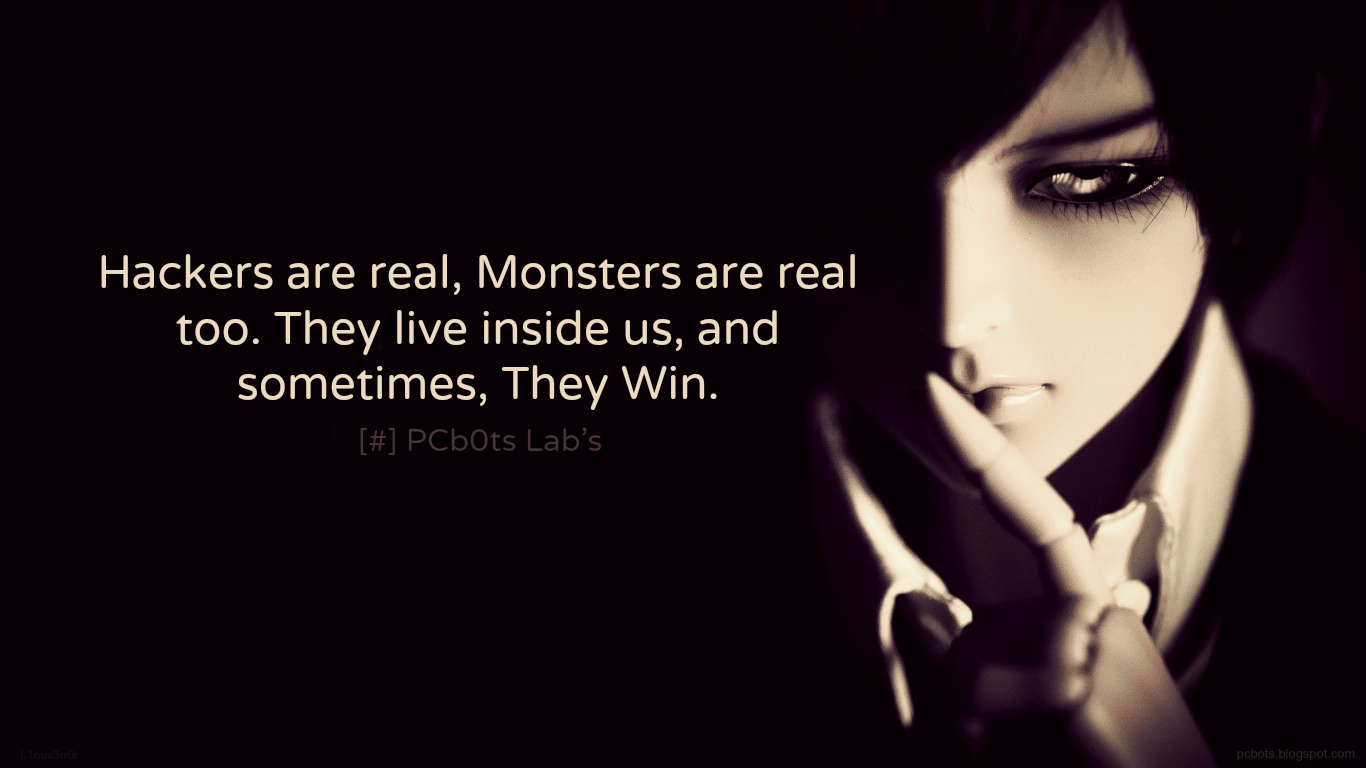 Hackers are real, Monsters are real
too. They live inside us, and
sometimes, They Win.
[#] PCb0ts Lab’s
pcbots.blogspot.com